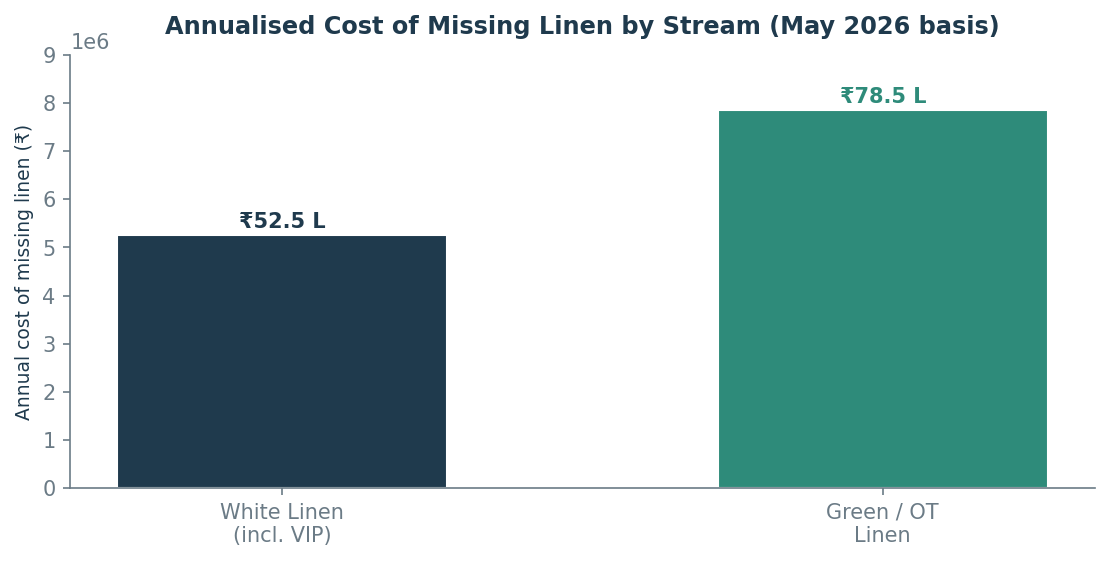 Annualised Cost of Missing Linen by Stream (May 2026 basis)
1e6
Annual cost of missing linen (₹)
9
8
7
6
5
4
3
2
1
0
₹52.5 L
₹78.5 L
White Linen
(incl. VIP)
Green / OT
Linen